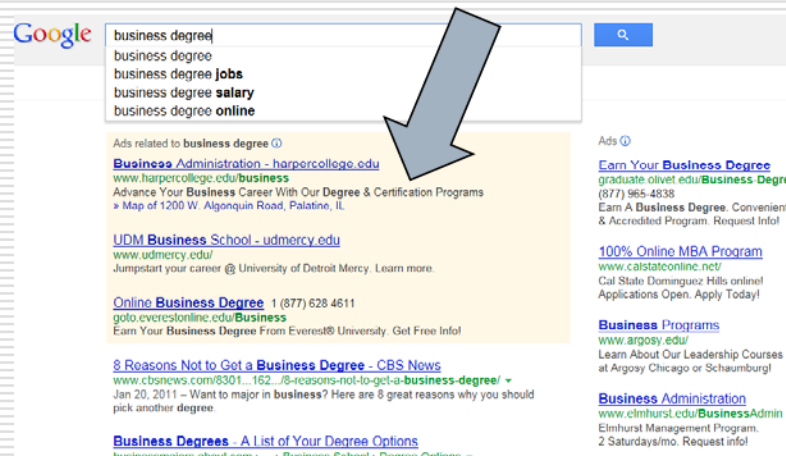 Google
business degree
business degree
business degree jobs
business degree salary
business degree online
Ads related to business degree
Business Administration - harpercollege.edu
www.harpercollege.edu/business
Advance Your Business Career With Our Degree & Certification Programs
» Map of 1200 W. Algonquin Road, Palatine, IL
UDM Business School - udmercy.edu
www.udmercy.edu/
Jumpstart your career @ University of Detroit Mercy. Learn more.
Online Business Degree 1 (877) 628 4611
goto.everestonline.edu/Business
Earn Your Business Degree From Everest® University. Get Free Info!
8 Reasons Not to Get a Business Degree - CBS News
www.cbsnews.com/8301...162.../8-reasons-not-to-get-a-business-degree/
Jan 20, 2011 – Want to major in business? Here are 8 great reasons why you should
pick another degree.
Business Degrees - A List of Your Degree Options
Ads
Earn Your Business Degree
graduate.olivet.edu/Business-Degre
(877) 965-4838
Earn A Business Degree. Convenient
& Accredited Program. Request Info!
100% Online MBA Program
www.calstateonline.net/
Cal State Dominguez Hills online!
Applications Open. Apply Today!
Business Programs
www.argosy.edu/
Learn About Our Leadership Courses
at Argosy Chicago or Schaumburg!
Business Administration
www.elmhurst.edu/BusinessAdmin
Elmhurst Management Program.
2 Saturdays/mo. Request info!